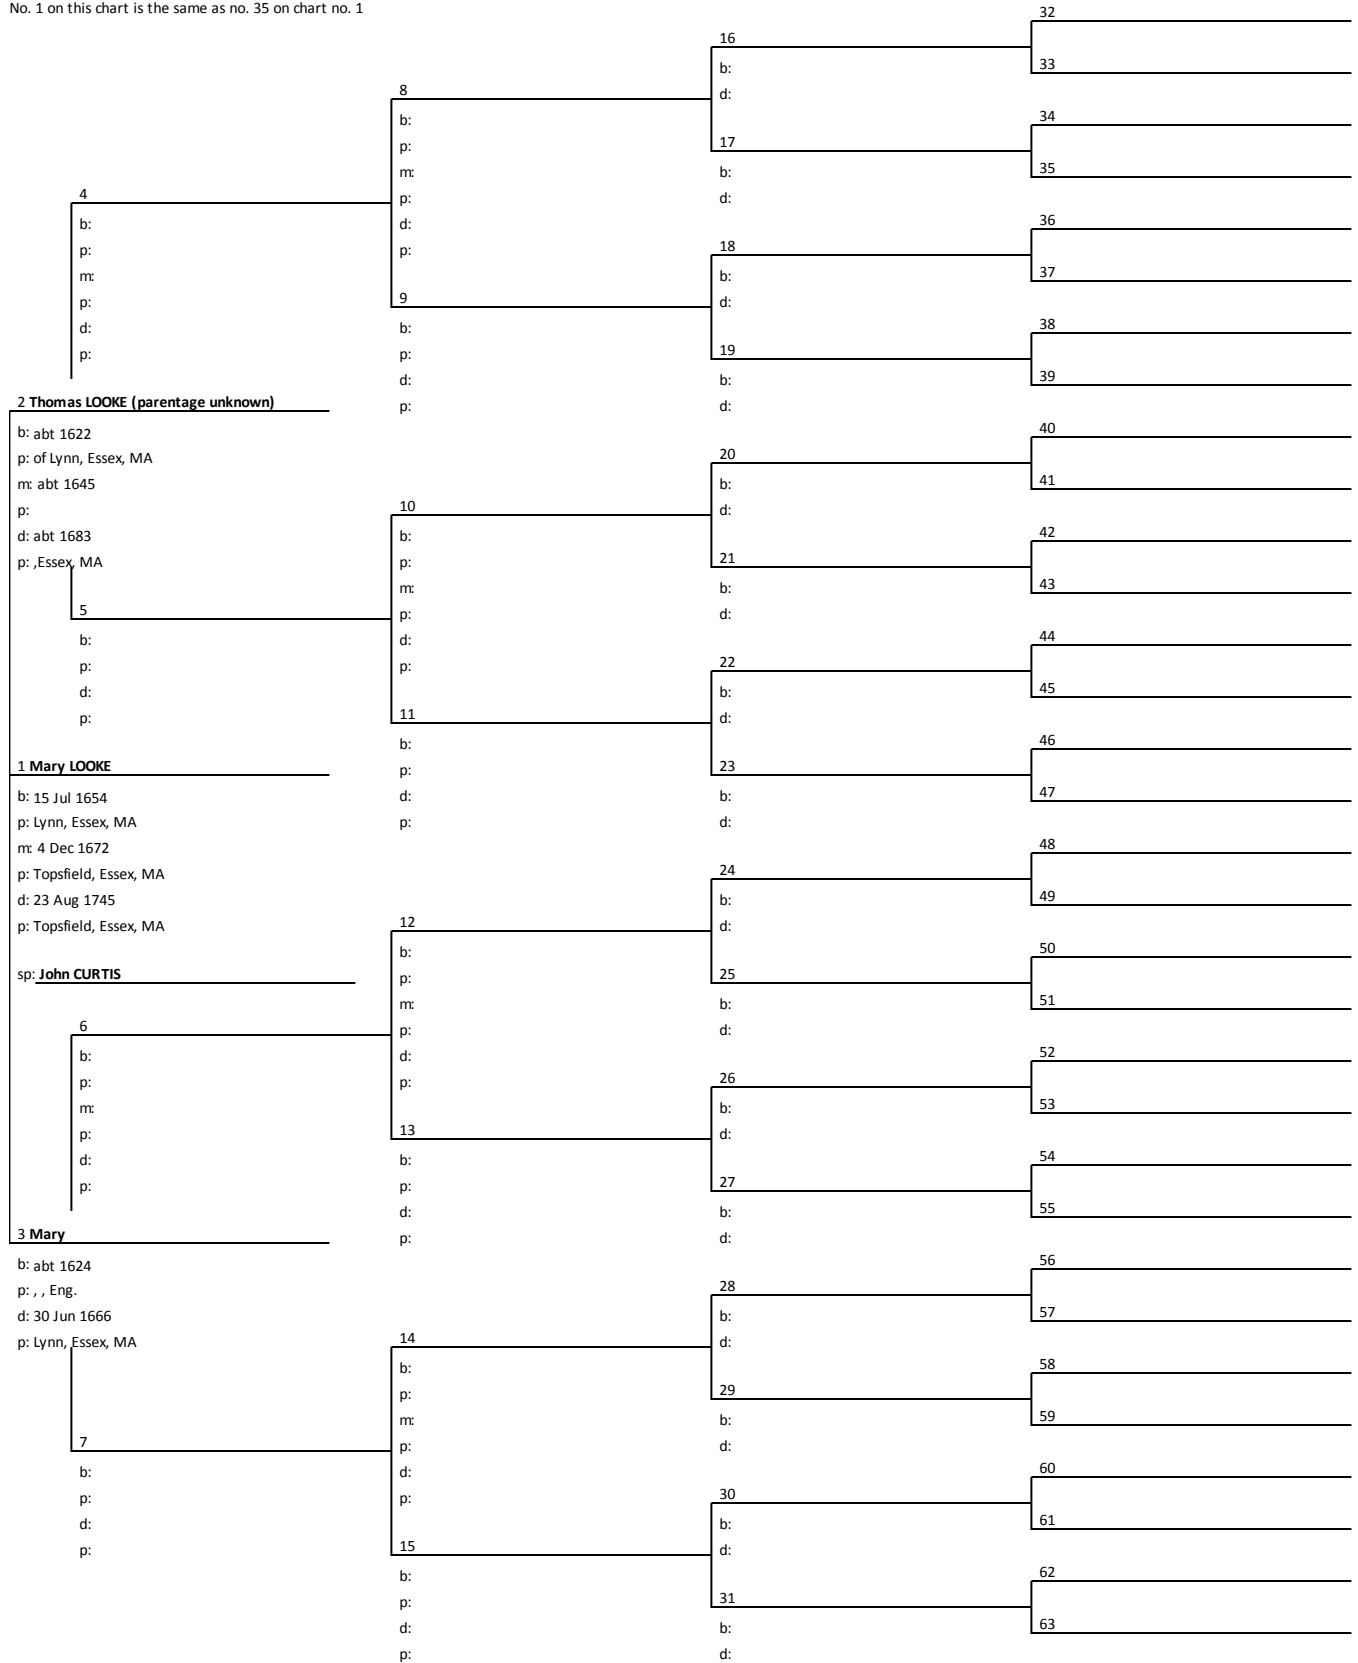 No. 1 on this chart is the same as no. 35 on chart no. 1
4
b:
p:
m:
p:
d:
p:
2 Thomas LOOKE (parentage unknown)
b: abt 1622
p: of Lynn, Essex, MA
m: abt 1645
p:
d: abt 1683
p: ,Essex, MA
5
b:
p:
d:
p:
1 Mary LOOKE
b: 15 Jul 1654
p: Lynn, Essex, MA
m: 4 Dec 1672
p: Topsfield, Essex, MA
d: 23 Aug 1745
p: Topsfield, Essex, MA
sp: John CURTIS
6
b:
p:
m:
p:
d:
p:
3 Mary
b: abt 1624
p: , , Eng.
d: 30 Jun 1666
p: Lynn, Essex, MA
7
b:
p:
d:
p:
8
b:
p:
m:
p:
d:
p:
9
b:
p:
d:
p:
10
b:
p:
m:
p:
d:
p:
11
b:
p:
d:
p:
12
b:
p:
m:
p:
d:
p:
13
b:
p:
d:
p:
14
b:
p:
m:
p:
d:
p:
15
b:
p:
d:
p:
16
b:
d:
17
b:
d:
18
b:
d:
19
b:
d:
20
b:
d:
21
b:
d:
22
b:
d:
23
b:
d:
24
b:
d:
25
b:
d:
26
b:
d:
27
b:
d:
28
b:
d:
29
b:
d:
30
b:
d:
31
b:
d:
32
33
34
35
36
37
38
39
40
41
42
43
44
45
46
47
48
49
50
51
52
53
54
55
56
57
58
59
60
61
62
63